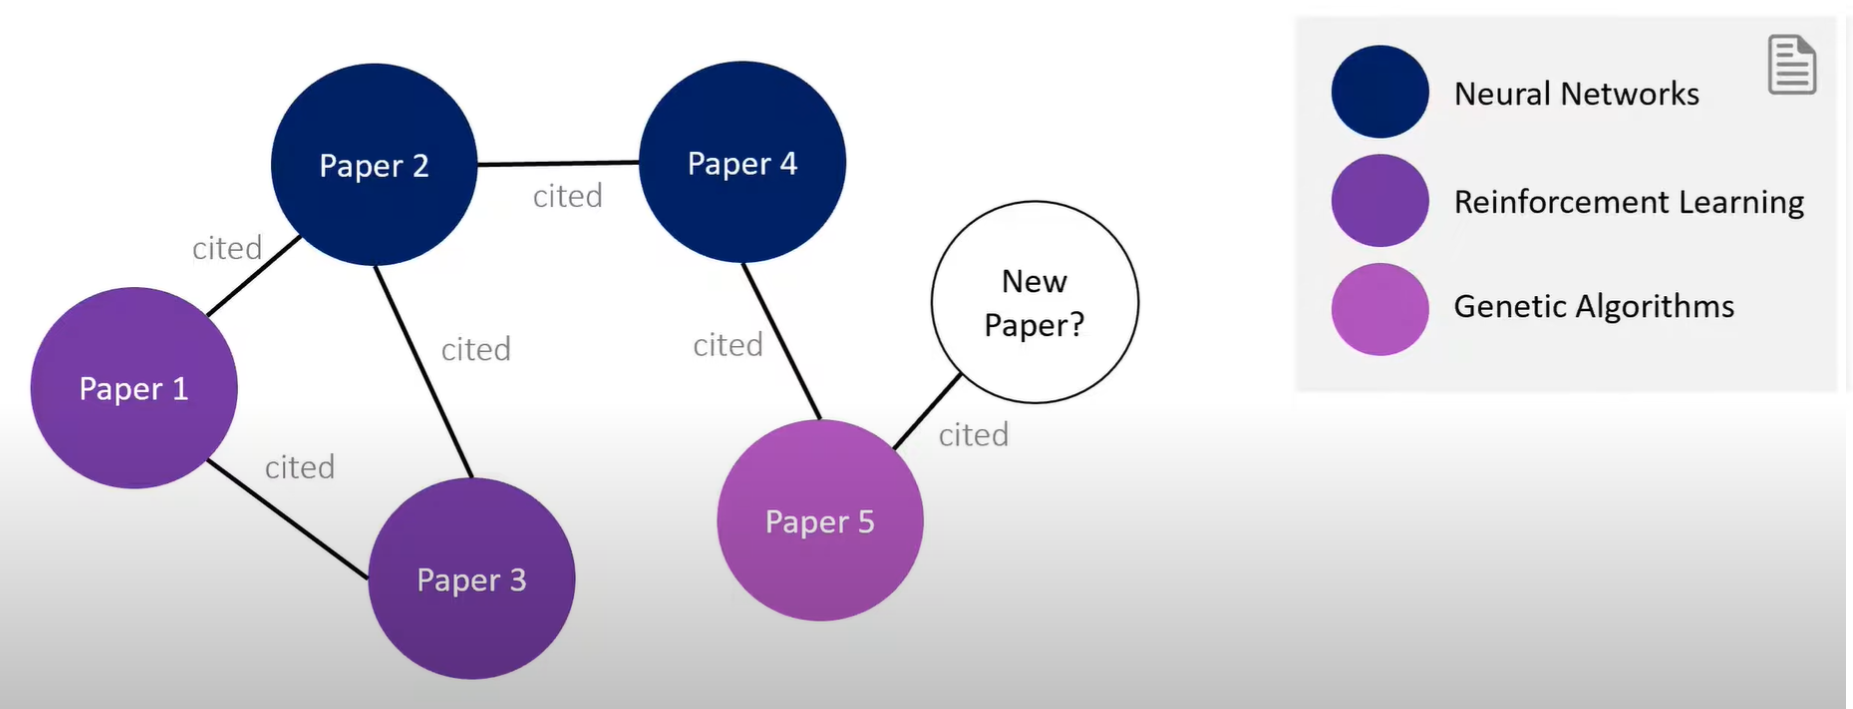 Paper 2
cited
Paper 4
cited
Paper 1
cited
cited
Paper 3
cited
Paper 5
cited
New
Paper?
Neural Networks
Reinforcement Learning
Genetic Algorithms